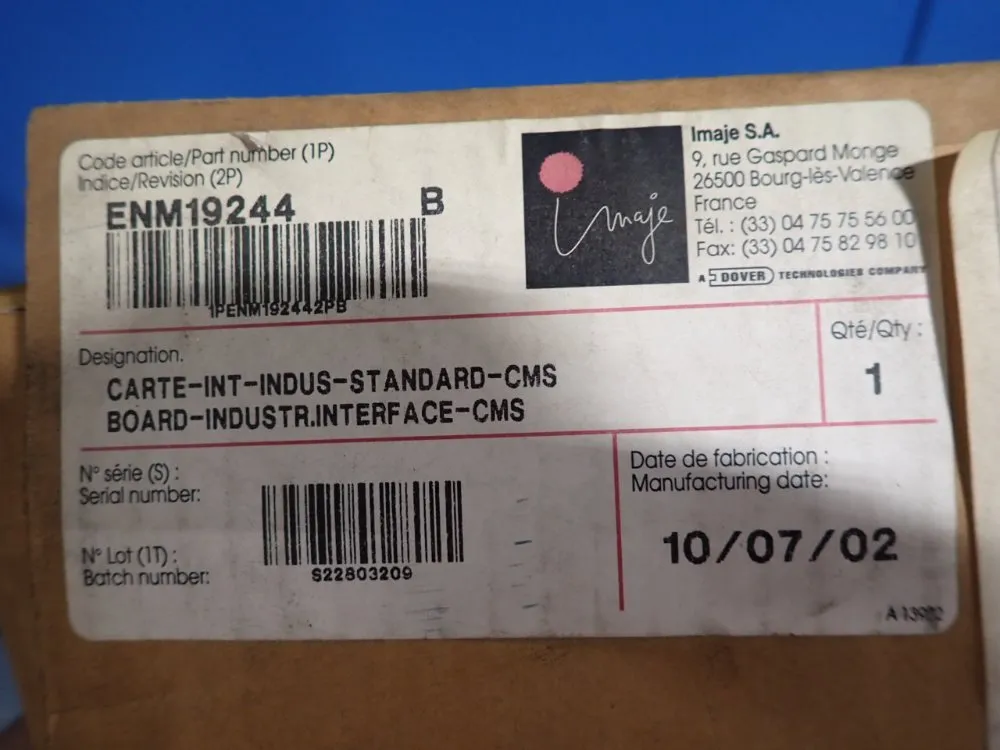 Code article/Part number (1P)
Indice/Revision (2P)
ENM19244 B
1PENM192442PB
imaje
Imaje S.A.
9, rue Gaspard Monge
26500 Bourg-lès-Valence
France
Tél. : (33) 04 75 75 56 00
Fax: (33) 04 75 82 98 10
A DOVER TECHNOLOGIES COMPANY
Designation.
CARTE-INT-INDUS-STANDARD-CMS
BOARD-INDUSTR.INTERFACE-CMS
Qté/Qty :
1
N° série (S) :
Serial number:
N° Lot (1T) :
Batch number:
S22803209
Date de fabrication :
Manufacturing date:
10/07/02